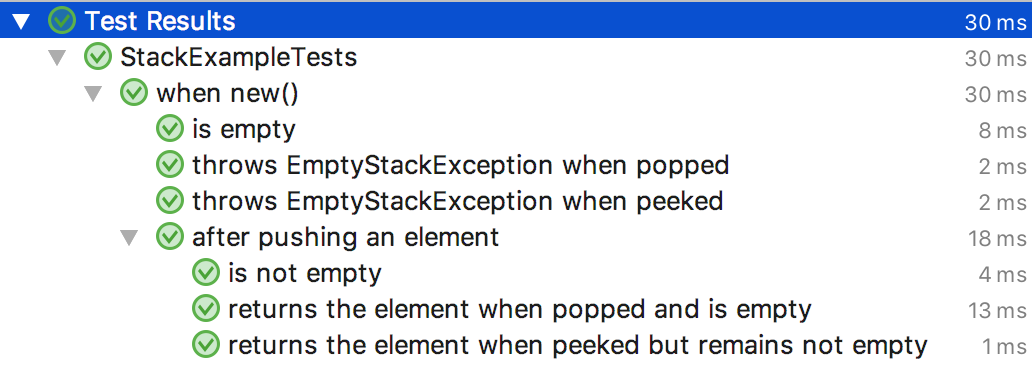 Test Results 30 ms
StackExampleTests 30 ms
when new() 30 ms
is empty 8 ms
throws EmptyStackException when popped 2 ms
throws EmptyStackException when peeked 2 ms
after pushing an element 18 ms
is not empty 4 ms
returns the element when popped and is empty 13 ms
returns the element when peeked but remains not empty 1 ms